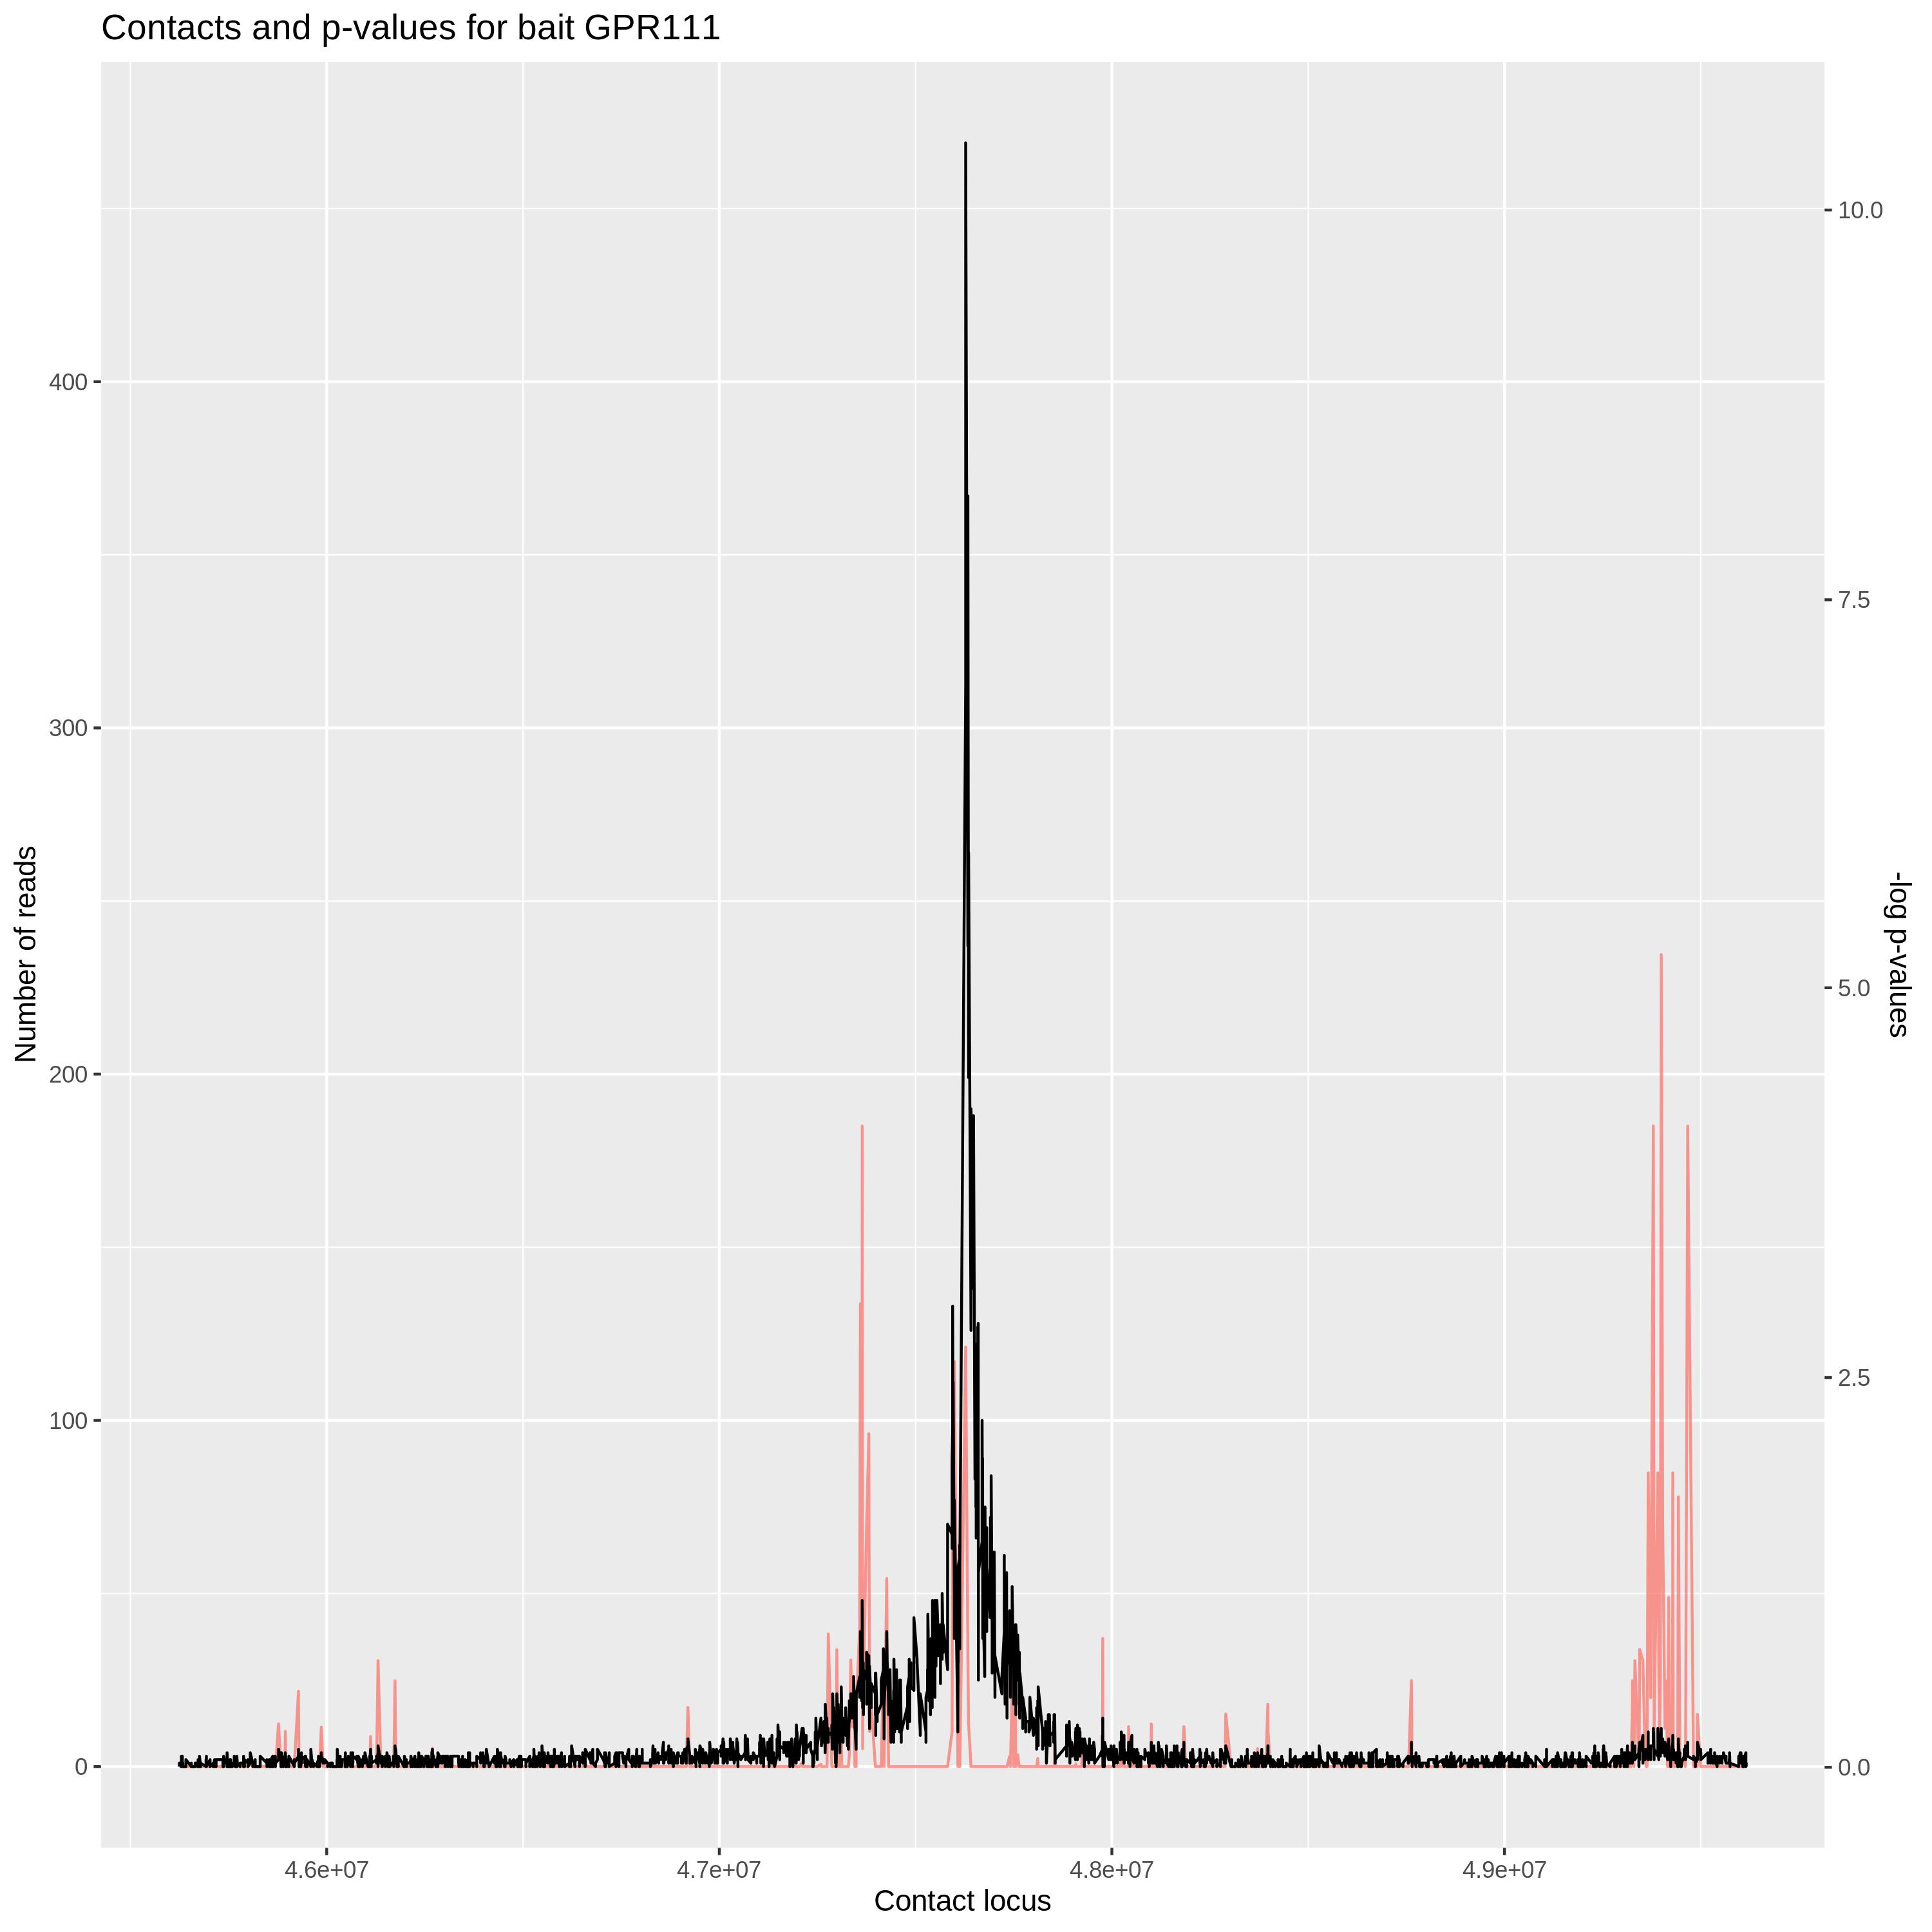 Contacts and p-values for bait GPR111
Number of reads
400
300
200
100
0
10.0
7.5
5.0
2.5
0.0
-log p-values
4.6e+07
4.7e+07
4.8e+07
4.9e+07
Contact locus